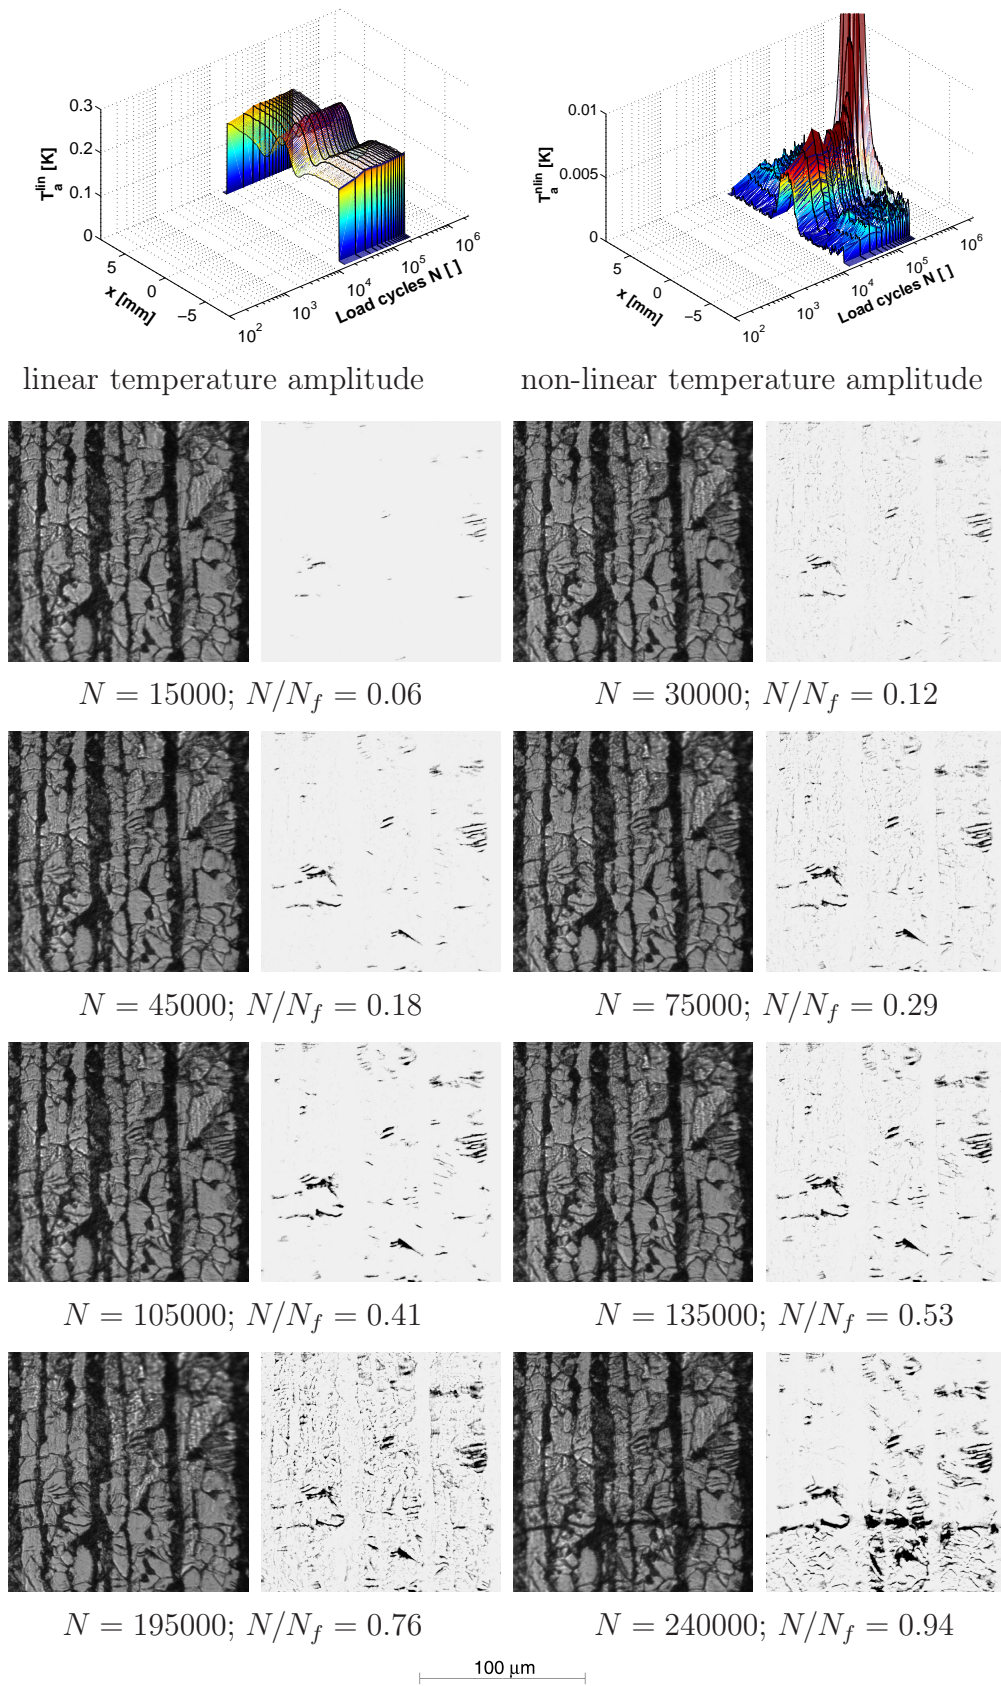 0.3
0.2
0.1
0
T_a^lin [K]
5
0
−5
x [mm]
10^2
10^3
10^4
10^5
10^6
Load cycles N [ ]
0.01
0.005
0
T_a^nlin [K]
5
0
−5
x [mm]
10^2
10^3
10^4
10^5
10^6
Load cycles N [ ]
linear temperature amplitude
non-linear temperature amplitude
N = 15000; N/N_f = 0.06
N = 30000; N/N_f = 0.12
N = 45000; N/N_f = 0.18
N = 75000; N/N_f = 0.29
N = 105000; N/N_f = 0.41
N = 135000; N/N_f = 0.53
N = 195000; N/N_f = 0.76
N = 240000; N/N_f = 0.94
100 μm